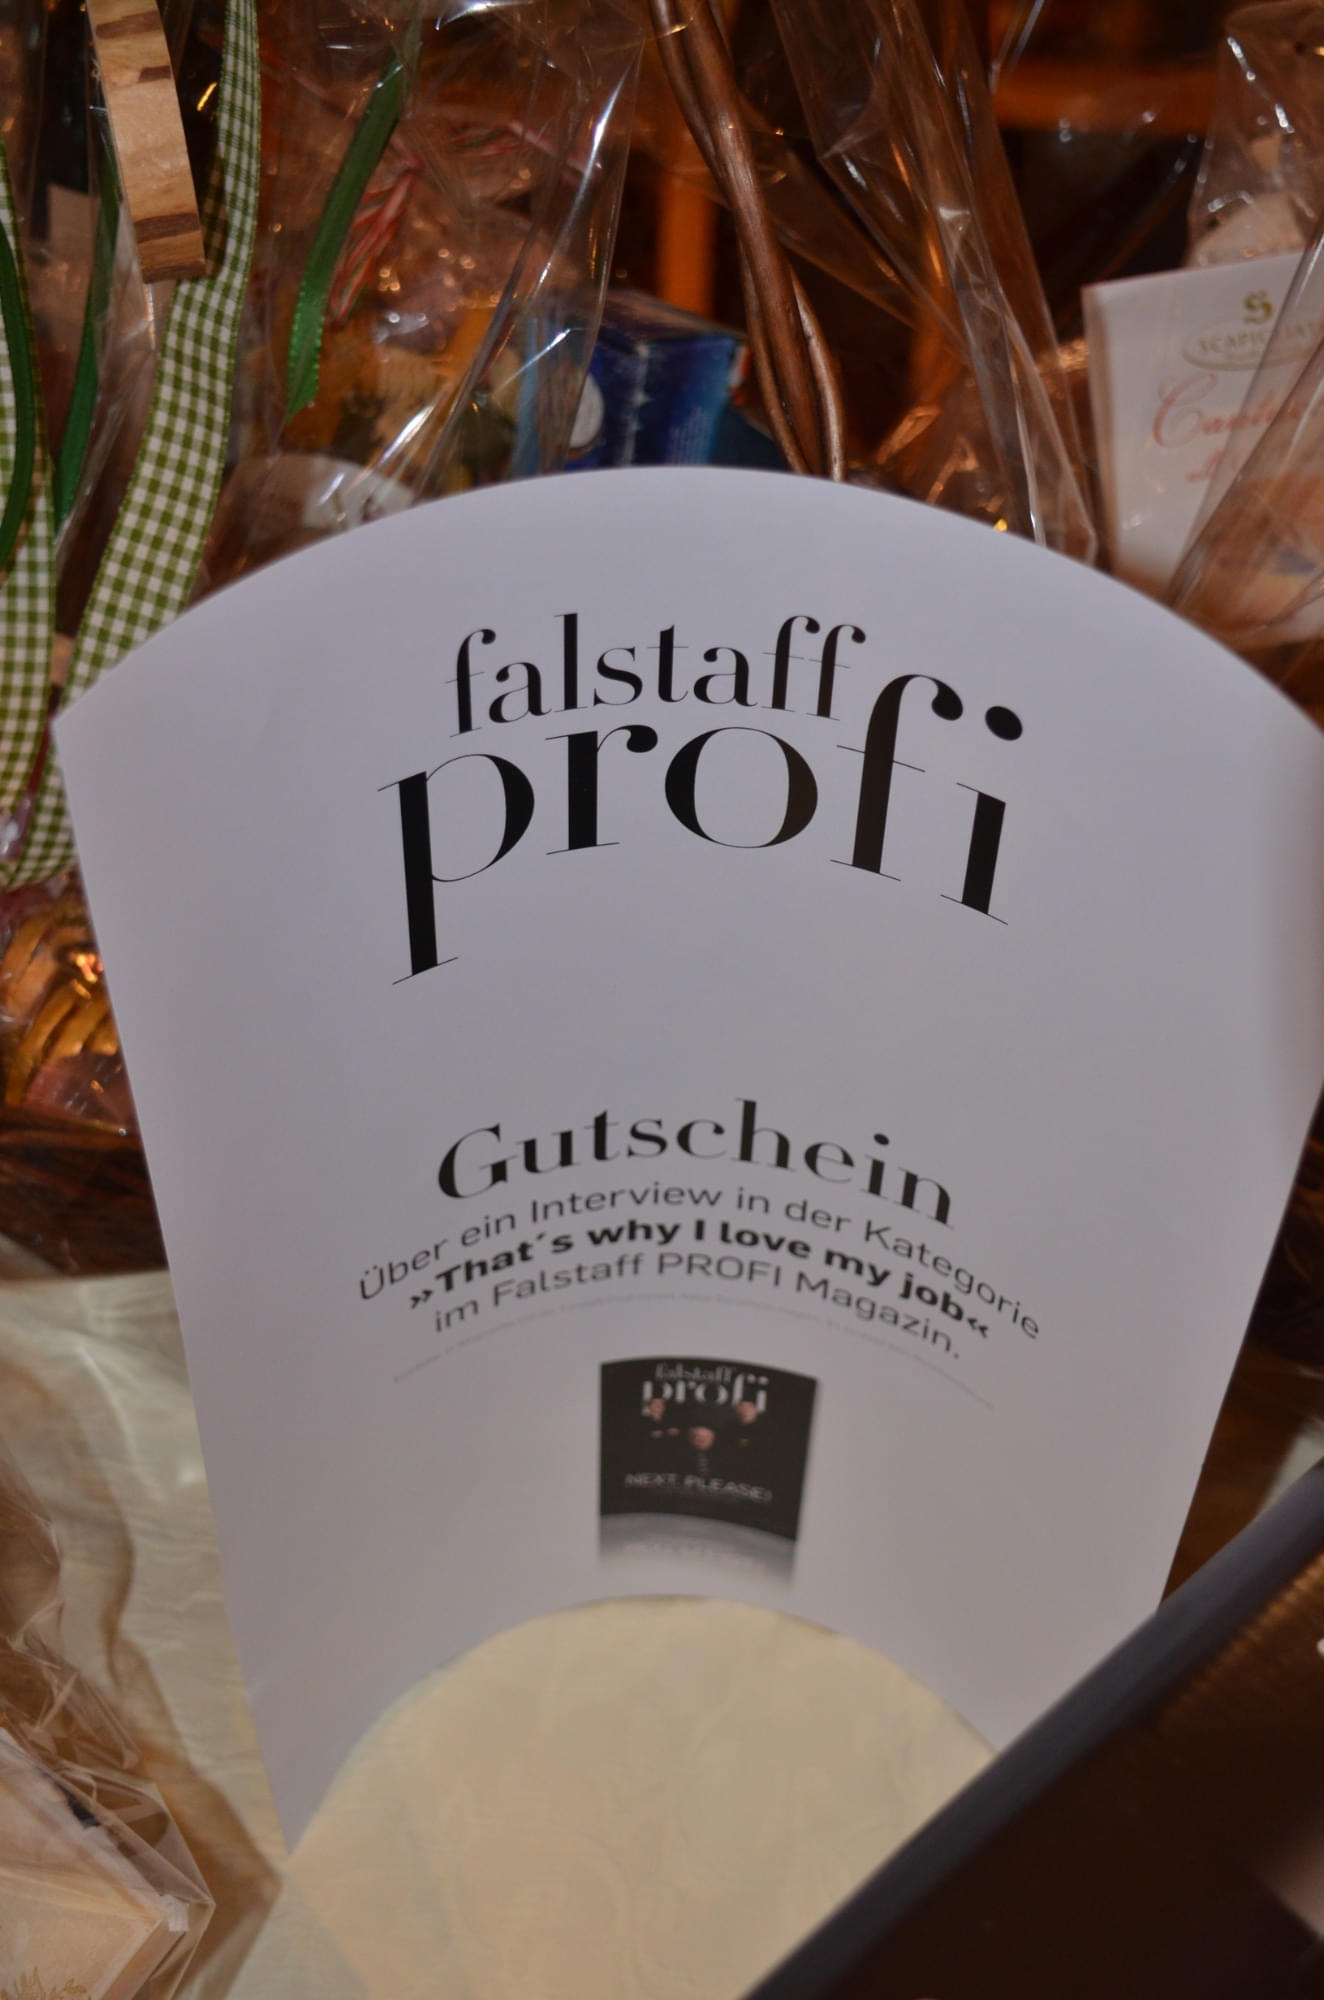 S
falstaff
profi
Gutschein
Über ein Interview in der Kategorie
»That´s why I love my job«
im Falstaff PROFI Magazin.
falstaff
profi
NEXT, PLEASE!